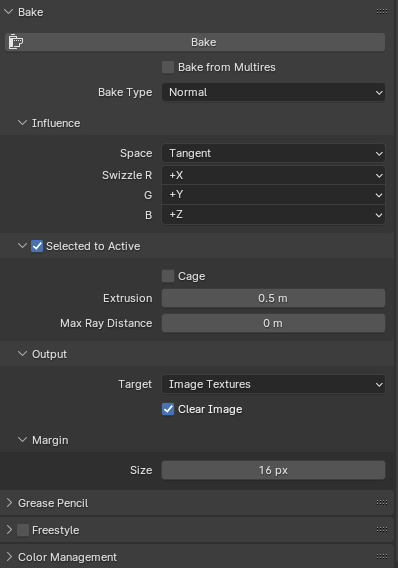 Bake
Bake
Bake from Multires
Bake Type Normal
Influence
Space Tangent
Swizzle R +X
G +Y
B +Z
Selected to Active
Cage
Extrusion 0.5 m
Max Ray Distance 0 m
Output
Target Image Textures
Clear Image
Margin
Size 16 px
Grease Pencil
Freestyle
Color Management